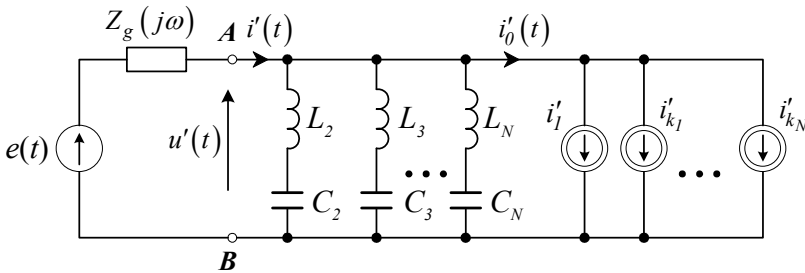 Z_g(jω) A i′(t) i′_0(t)
e(t) u′(t) L_2 L_3 L_N i′_1 i′_{k_1} i′_{k_N}
C_2 C_3 C_N
B